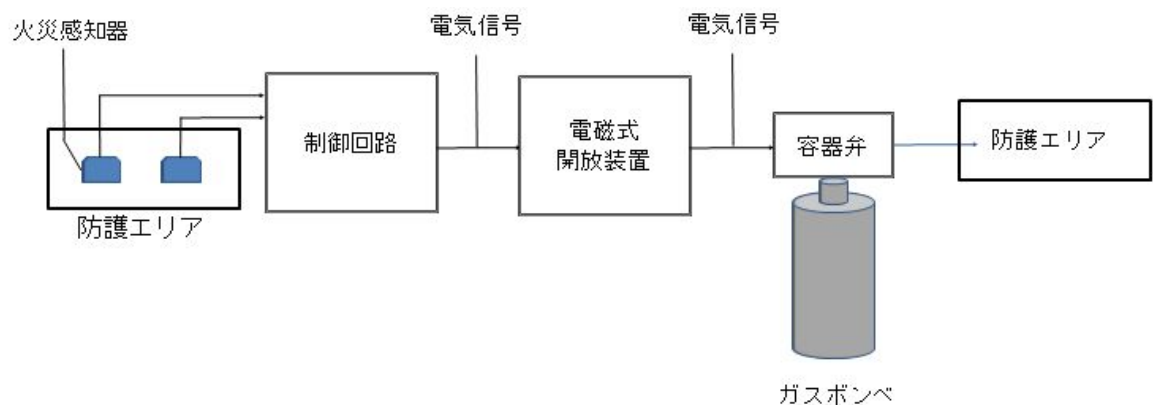 火災感知器
電気信号
電気信号
制御回路
電磁式
開放装置
容器弁
防護エリア
防護エリア
ガスボンベ